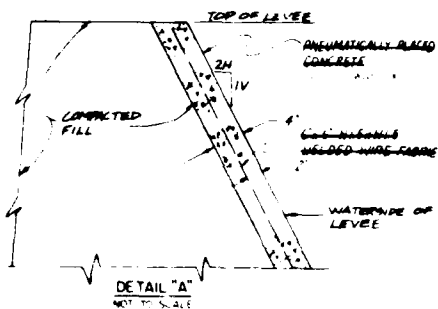 TOP OF LEVEE
PNEUMATICALLY PLACED
CONCRETE
2H
1V
COMPACTED
FILL
4"
WELDED WIRE FABRIC
WATERSIDE OF
LEVEE
DETAIL "A"
NOT TO SCALE